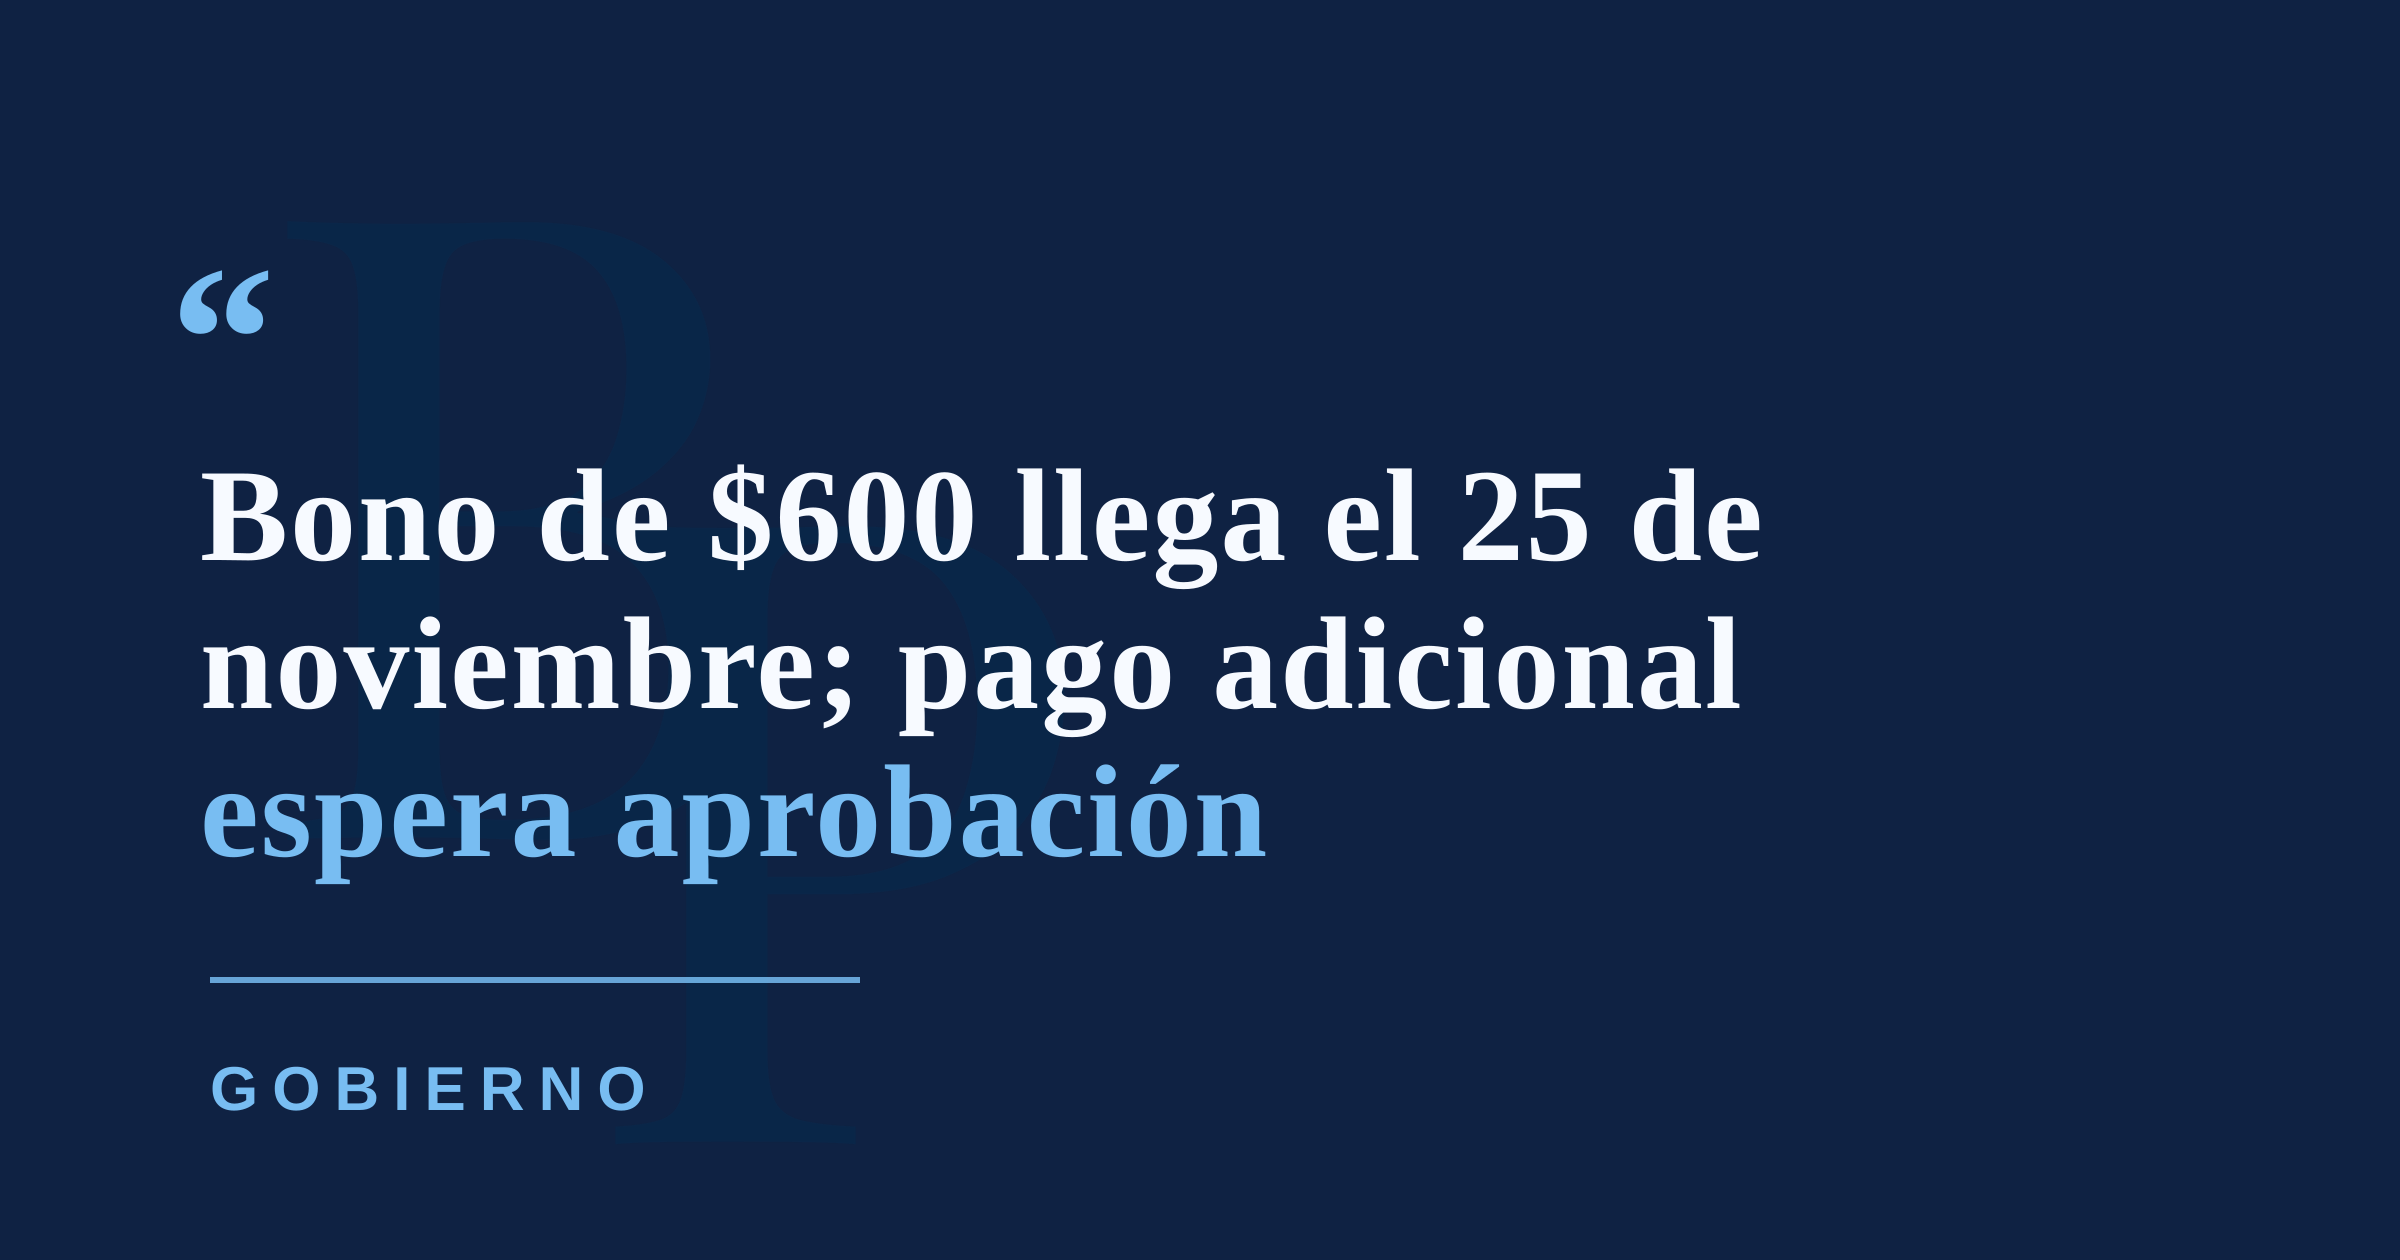 “
Bono de $600 llega el 25 de
noviembre; pago adicional
espera aprobación
GOBIERNO